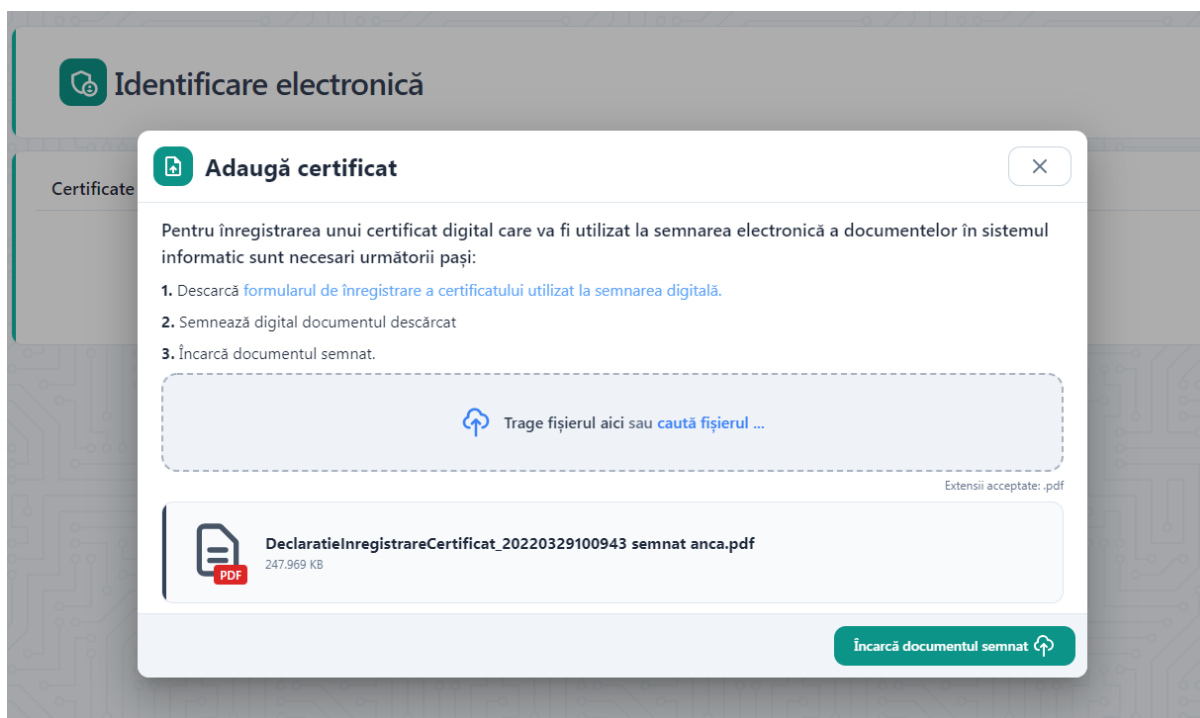 Identificare electronică
Adaugă certificat
Certificate
Pentru înregistrarea unui certificat digital care va fi utilizat la semnarea electronică a documentelor în sistemul
informatic sunt necesari următorii pași:
1. Descarcă formularul de înregistrare a certificatului utilizat la semnarea digitală.
2. Semnează digital documentul descărcat
3. Încarcă documentul semnat.
Trage fișierul aici sau caută fișierul ...
Extensii acceptate: .pdf
DeclaratieInregistrareCertificat_20220329100943 semnat anca.pdf
247.969 KB
PDF
Încarcă documentul semnat